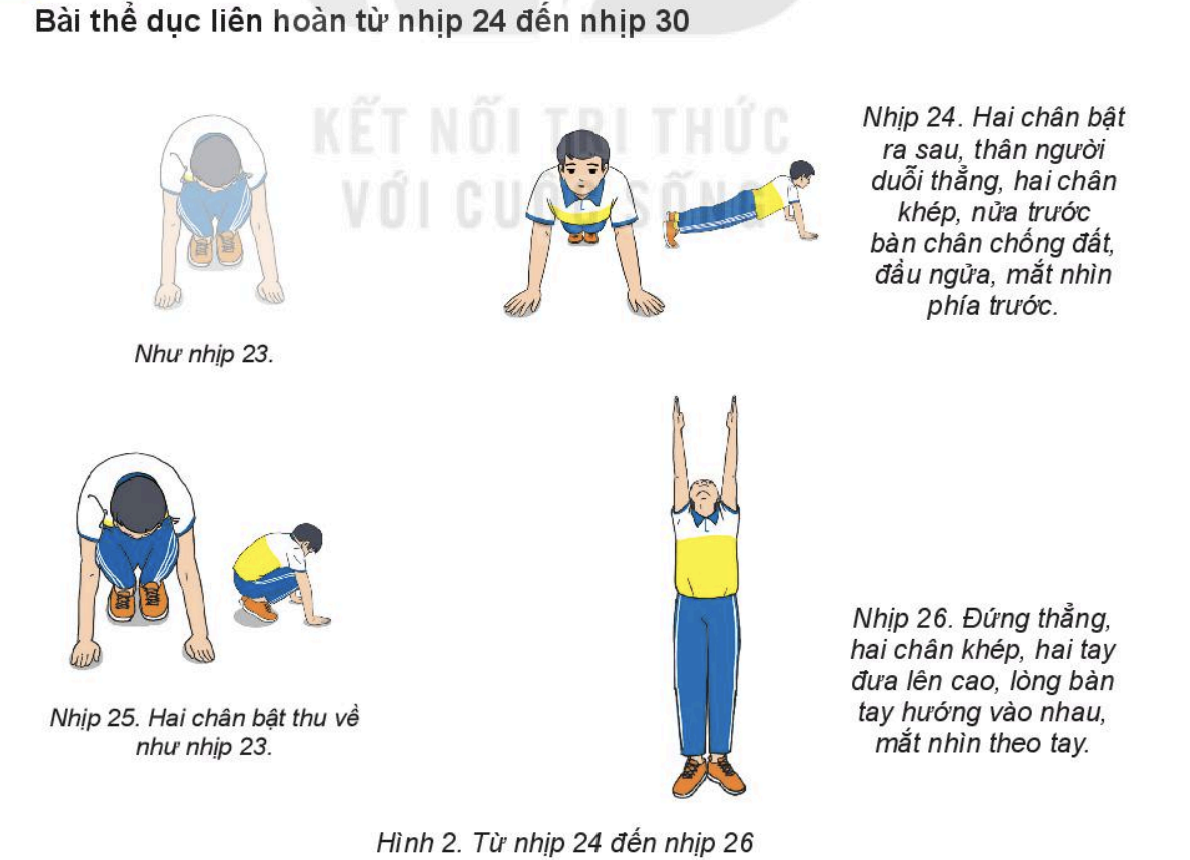 Bài thể dục liên hoàn từ nhịp 24 đến nhịp 30
KẾT NỐI TRI THỨC
VỚI CUỘC SỐNG
Nhịp 24. Hai chân bật
ra sau, thân người
duỗi thẳng, hai chân
khép, nửa trước
bàn chân chống đất,
đầu ngửa, mắt nhìn
phía trước.
Như nhịp 23.
Nhịp 25. Hai chân bật thu về
như nhịp 23.
Nhịp 26. Đứng thẳng,
hai chân khép, hai tay
đưa lên cao, lòng bàn
tay hướng vào nhau,
mắt nhìn theo tay.
Hình 2. Từ nhịp 24 đến nhịp 26